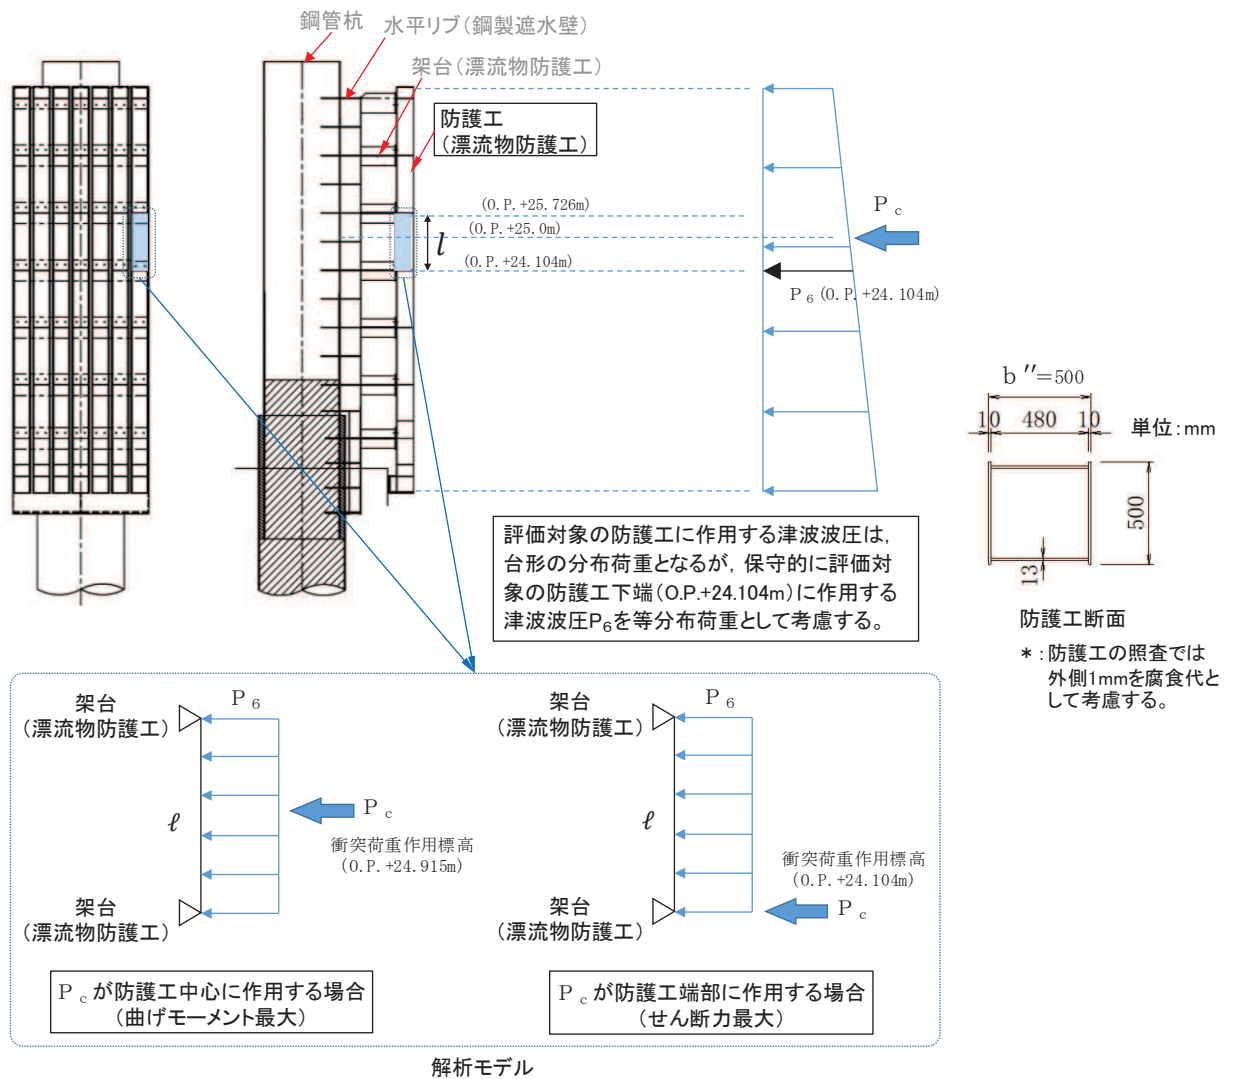 鋼管杭
水平リブ(鋼製遮水壁)
架台(漂流物防護工)
防護工
(漂流物防護工)
(O.P.+25.726m)
(O.P.+25.0m)
(O.P.+24.104m)
l
Pc
P6(O.P.+24.104m)
b″=500
10 480 10
単位:mm
500
13
防護工断面
*:防護工の照査では
外側1mmを腐食代と
して考慮する。
評価対象の防護工に作用する津波波圧は,
台形の分布荷重となるが,保守的に評価対
象の防護工下端(O.P.+24.104m)に作用する
津波波圧P6を等分布荷重として考慮する。
架台
(漂流物防護工)
P6
ℓ
Pc
衝突荷重作用標高
(O.P.+24.915m)
架台
(漂流物防護工)
Pcが防護工中心に作用する場合
(曲げモーメント最大)
架台
(漂流物防護工)
P6
ℓ
衝突荷重作用標高
(O.P.+24.104m)
Pc
架台
(漂流物防護工)
Pcが防護工端部に作用する場合
(せん断力最大)
解析モデル